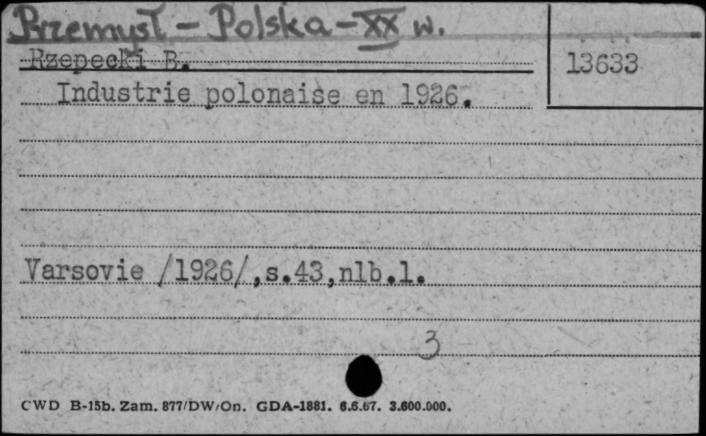 Przemysł - Polska - XX w.
Rzepecki B.
13633
Industrie polonaise en 1926.
Varsovie /1926/,s.43,nlb.1.
3
CWD B-15b. Zam. 877/DW/On. GDA-1881. 6.6.67. 3.600.000.